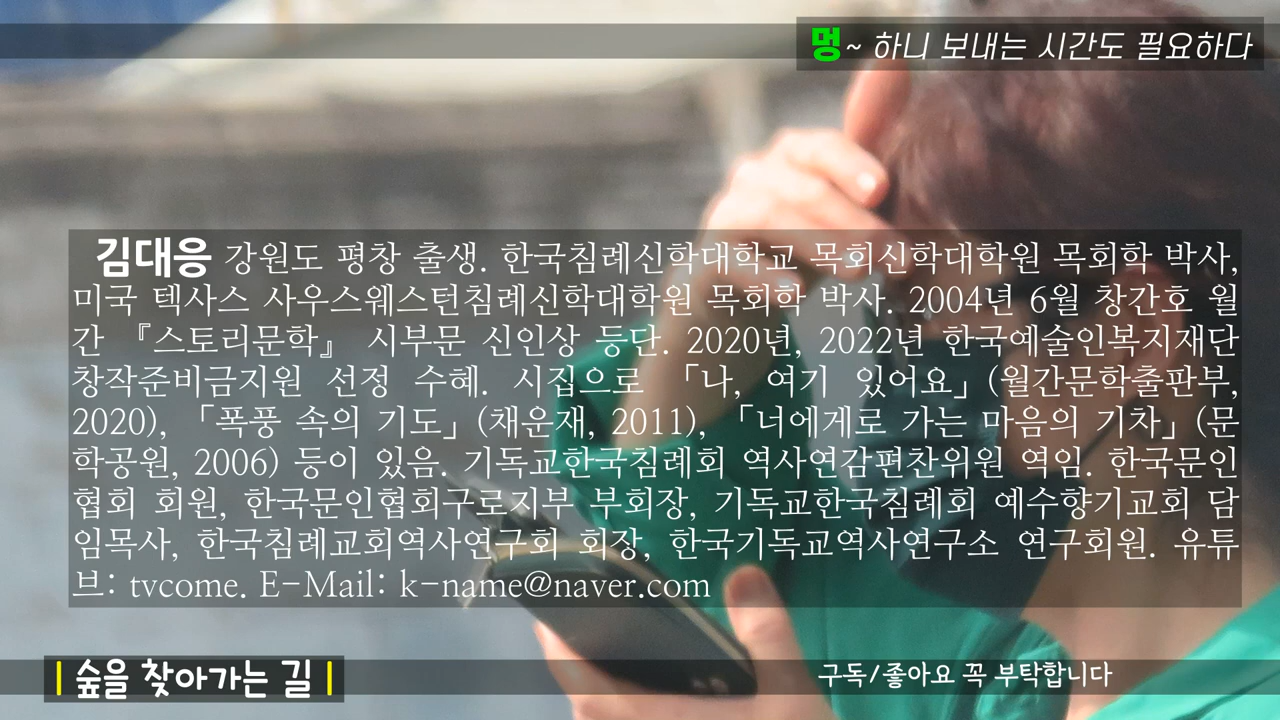 멍~ 하니 보내는 시간도 필요하다
김대응 강원도 평창 출생. 한국침례신학대학교 목회신학대학원 목회학 박사,
미국 텍사스 사우스웨스턴침례신학대학원 목회학 박사. 2004년 6월 창간호 월
간 『스토리문학』 시부문 신인상 등단. 2020년, 2022년 한국예술인복지재단
창작준비금지원 선정 수혜. 시집으로 「나, 여기 있어요」(월간문학출판부,
2020), 「폭풍 속의 기도」(채운재, 2011), 「너에게로 가는 마음의 기차」(문
학공원, 2006) 등이 있음. 기독교한국침례회 역사연감편찬위원 역임. 한국문인
협회 회원, 한국문인협회구로지부 부회장, 기독교한국침례회 예수향기교회 담
임목사, 한국침례교회역사연구회 회장, 한국기독교역사연구소 연구회원. 유튜
브: tvcome. E-Mail: k-name@naver.com
| 숲을 찾아가는 길 |
구독/좋아요 꼭 부탁합니다